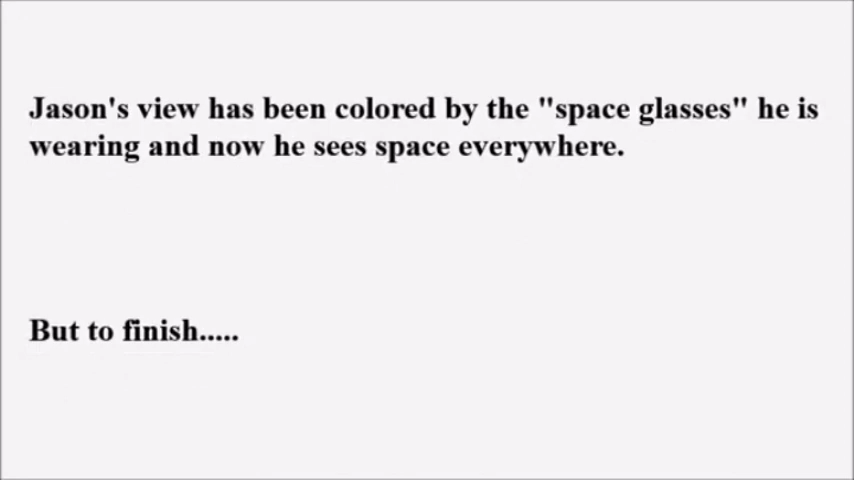 Jason's view has been colored by the "space glasses" he is
wearing and now he sees space everywhere.
But to finish.....